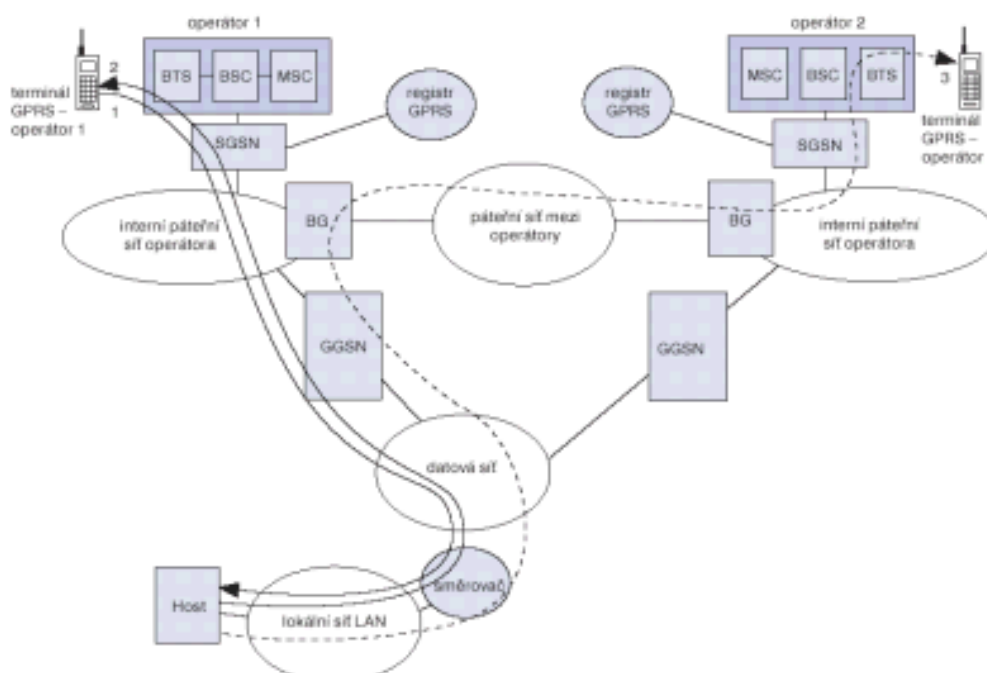 operátor 1
operátor 2
BTS
BSC
MSC
MSC
BSC
BTS
2
1
3
terminál
GPRS –
operátor 1
registr
GPRS
registr
GPRS
terminál
GPRS –
operátor
SGSN
SGSN
interní páteřní
síť operátora
BG
páteřní síť mezi
operátory
BG
interní páteřní
síť operátora
GGSN
GGSN
datová síť
směrovač
Host
lokální síť LAN